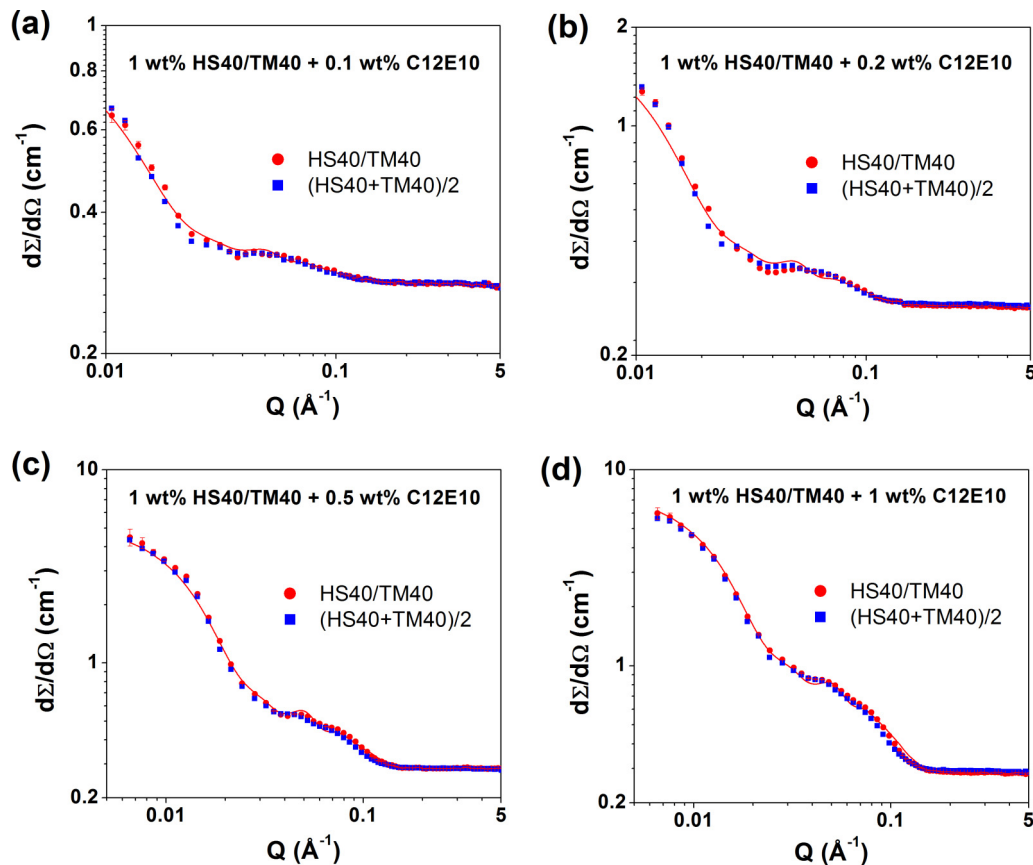 (a)
1 wt% HS40/TM40 + 0.1 wt% C12E10
HS40/TM40
(HS40+TM40)/2
dΣ/dΩ (cm⁻¹)
1
0.8
0.6
0.4
0.2
0.01
0.1
5
Q (Å⁻¹)
(b)
1 wt% HS40/TM40 + 0.2 wt% C12E10
HS40/TM40
(HS40+TM40)/2
dΣ/dΩ (cm⁻¹)
2
1
0.2
0.01
0.1
5
Q (Å⁻¹)
(c)
1 wt% HS40/TM40 + 0.5 wt% C12E10
HS40/TM40
(HS40+TM40)/2
dΣ/dΩ (cm⁻¹)
10
1
0.2
0.01
0.1
5
Q (Å⁻¹)
(d)
1 wt% HS40/TM40 + 1 wt% C12E10
HS40/TM40
(HS40+TM40)/2
dΣ/dΩ (cm⁻¹)
10
1
0.2
0.01
0.1
5
Q (Å⁻¹)